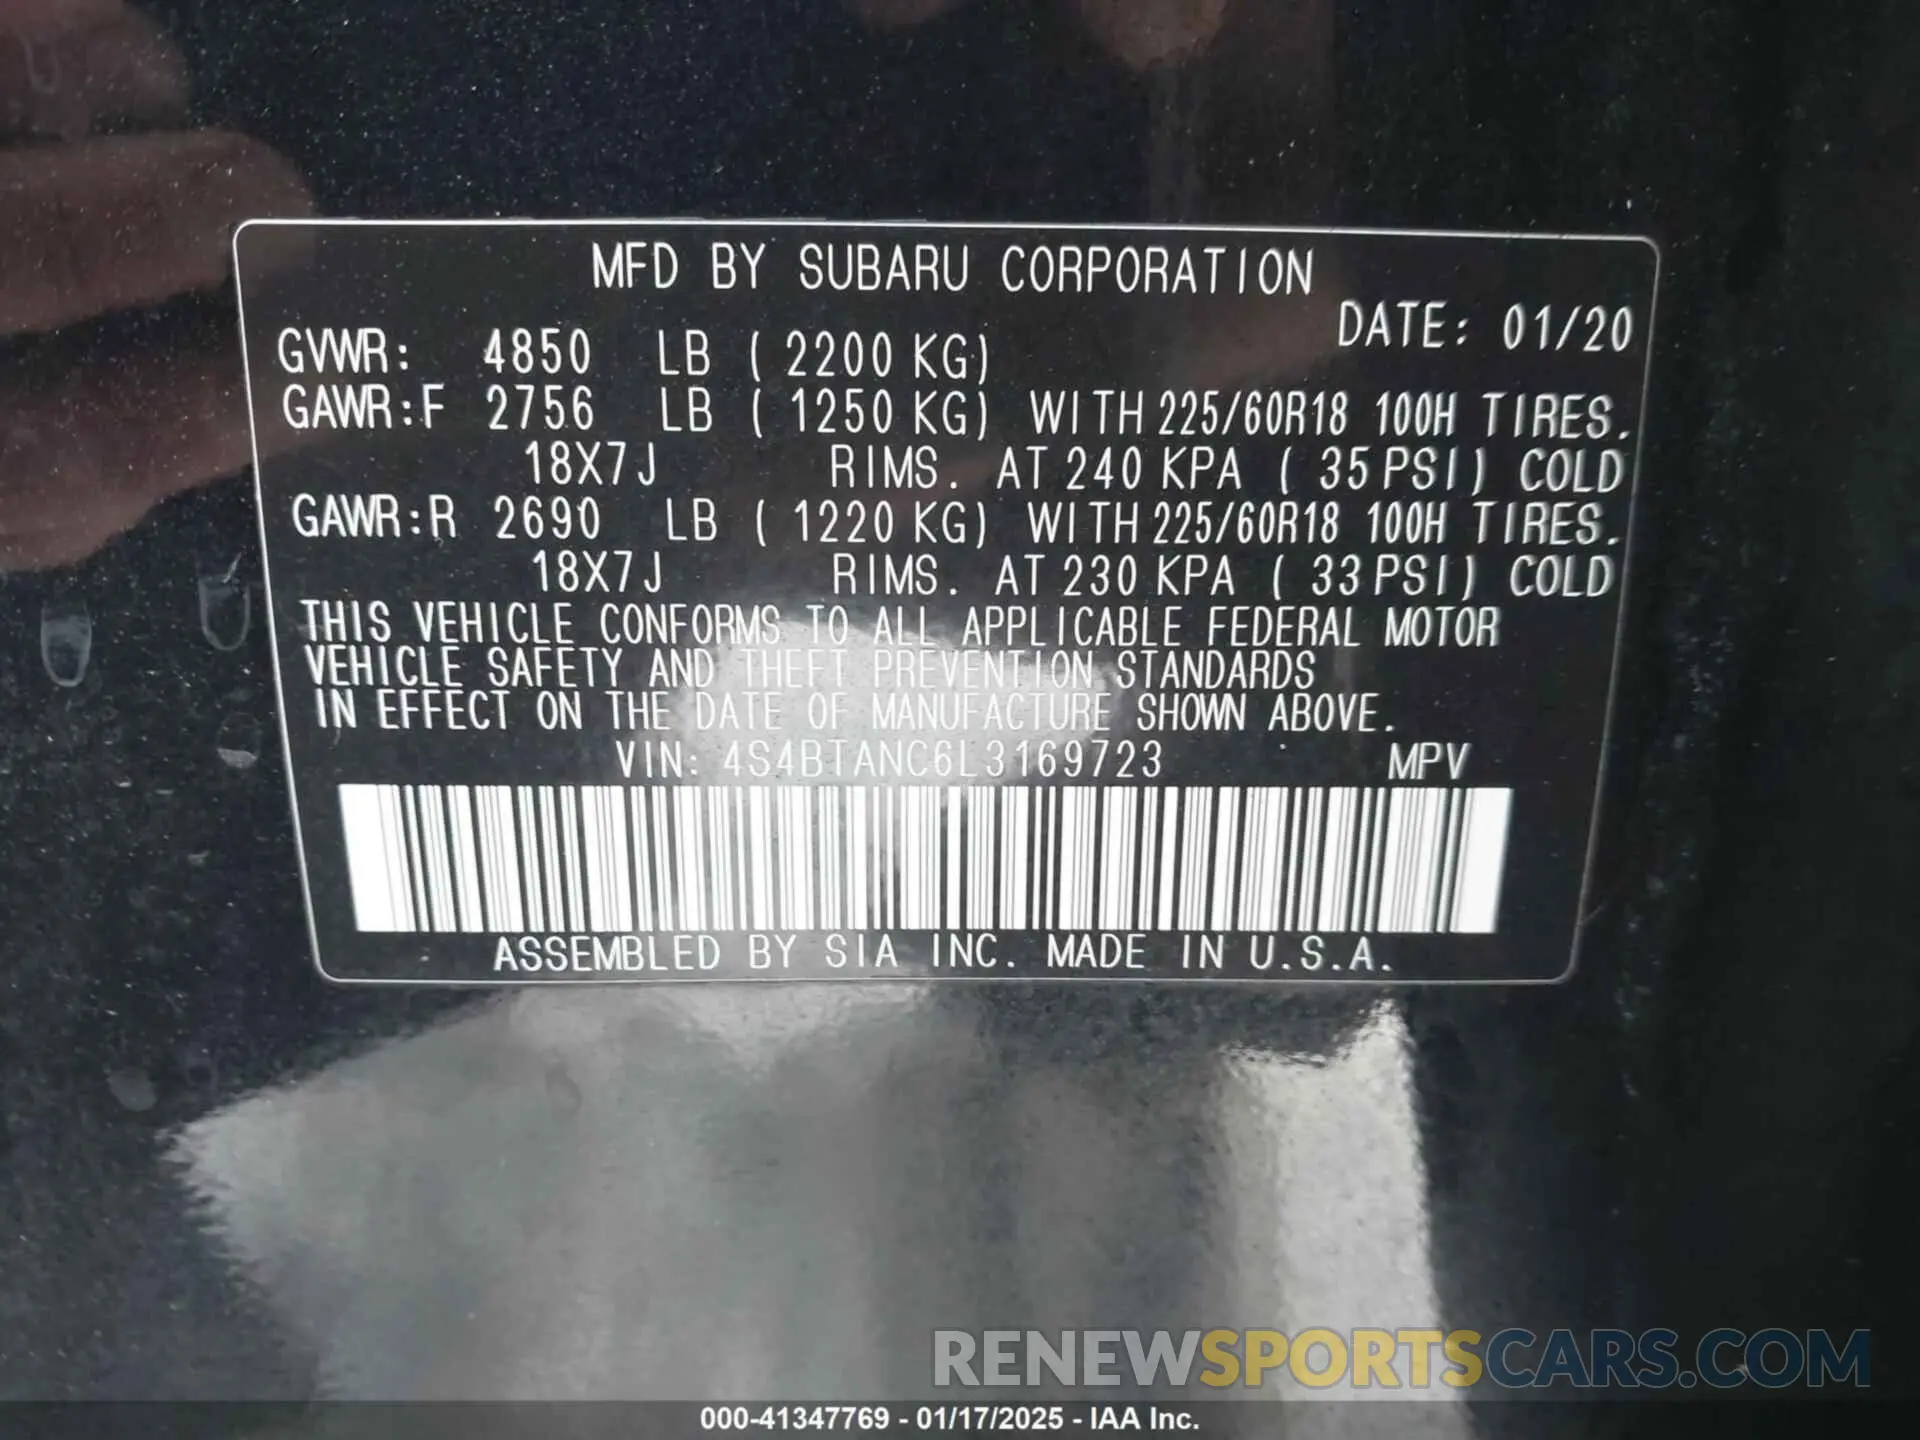 MFD BY SUBARU CORPORATION
DATE: 01/20
GVWR: 4850 LB ( 2200 KG)
GAWR:F 2756 LB ( 1250 KG) WITH 225/60R18 100H TIRES.
18X7J RIMS. AT 240 KPA ( 35 PSI) COLD
GAWR:R 2690 LB ( 1220 KG) WITH 225/60R18 100H TIRES.
18X7J RIMS. AT 230 KPA ( 33 PSI) COLD
THIS VEHICLE CONFORMS TO ALL APPLICABLE FEDERAL MOTOR
VEHICLE SAFETY AND THEFT PREVENTION STANDARDS
IN EFFECT ON THE DATE OF MANUFACTURE SHOWN ABOVE.
VIN: 4S4BTANC6L3169723 MPV
ASSEMBLED BY SIA INC. MADE IN U.S.A.
RENEWSPORTSCARS.COM
000-41347769 - 01/17/2025 - IAA Inc.